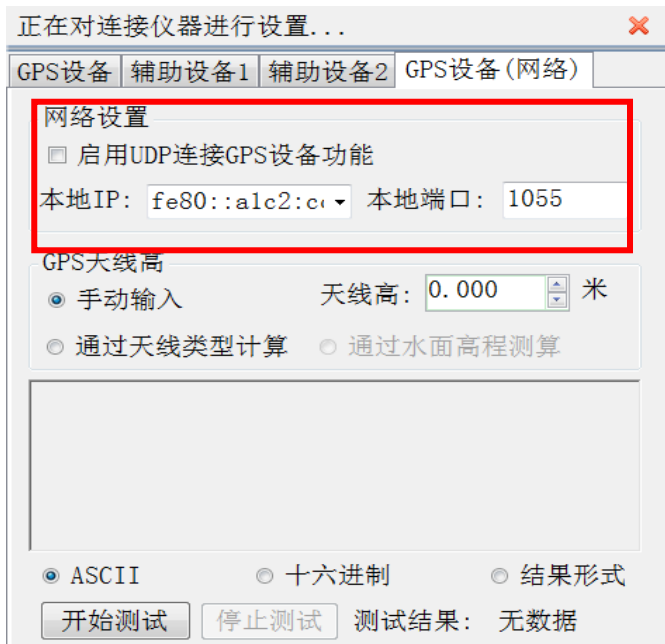 正在对连接仪器进行设置...
GPS设备 辅助设备1 辅助设备2 GPS设备(网络)
网络设置
启用UDP连接GPS设备功能
本地IP: fe80::a1c2:c 本地端口: 1055
GPS天线高
手动输入 天线高: 0.000 米
通过天线类型计算 通过水面高程测算
ASCII 十六进制 结果形式
开始测试 停止测试 测试结果: 无数据